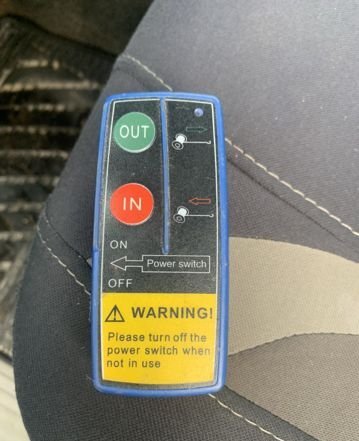 OUT
IN
ON
Power switch
OFF
WARNING!
Please turn off the
power switch when
not in use